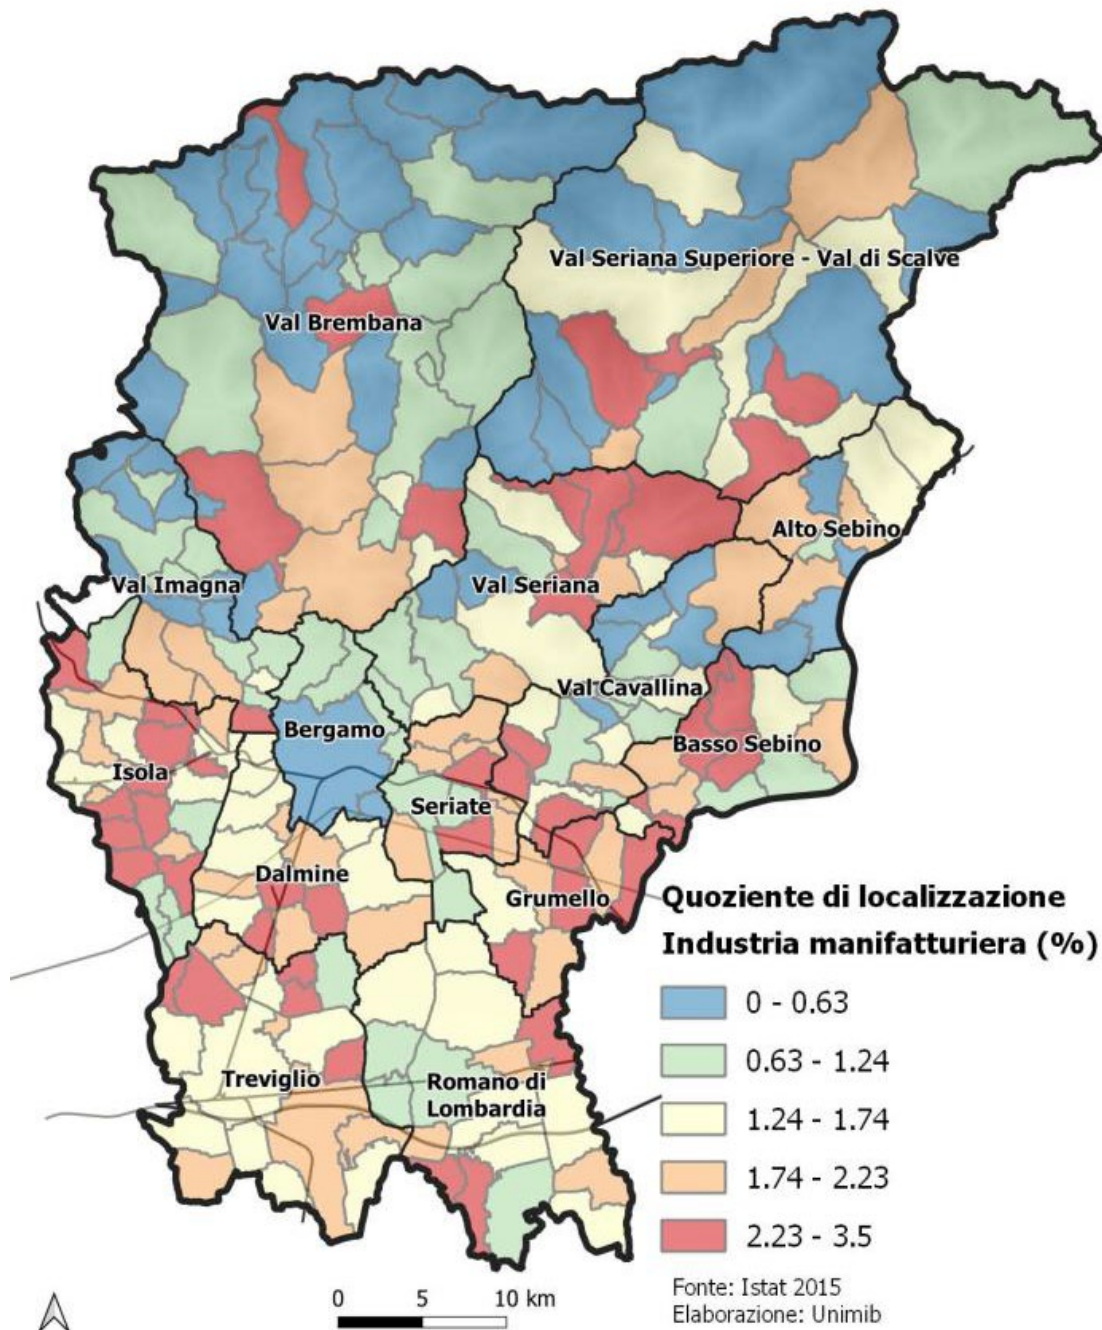 Val Seriana Superiore - Val di Scalve
Val Brembana
Alto Sebino
Val Imagna
Val Seriana
Val Cavallina
Bergamo
Basso Sebino
Isola
Seriate
Dalmine
Grumello
Treviglio
Romano di
Lombardia
Quoziente di localizzazione
Industria manifatturiera (%)
0 - 0.63
0.63 - 1.24
1.24 - 1.74
1.74 - 2.23
2.23 - 3.5
Fonte: Istat 2015
Elaborazione: Unimib
0 5 10 km